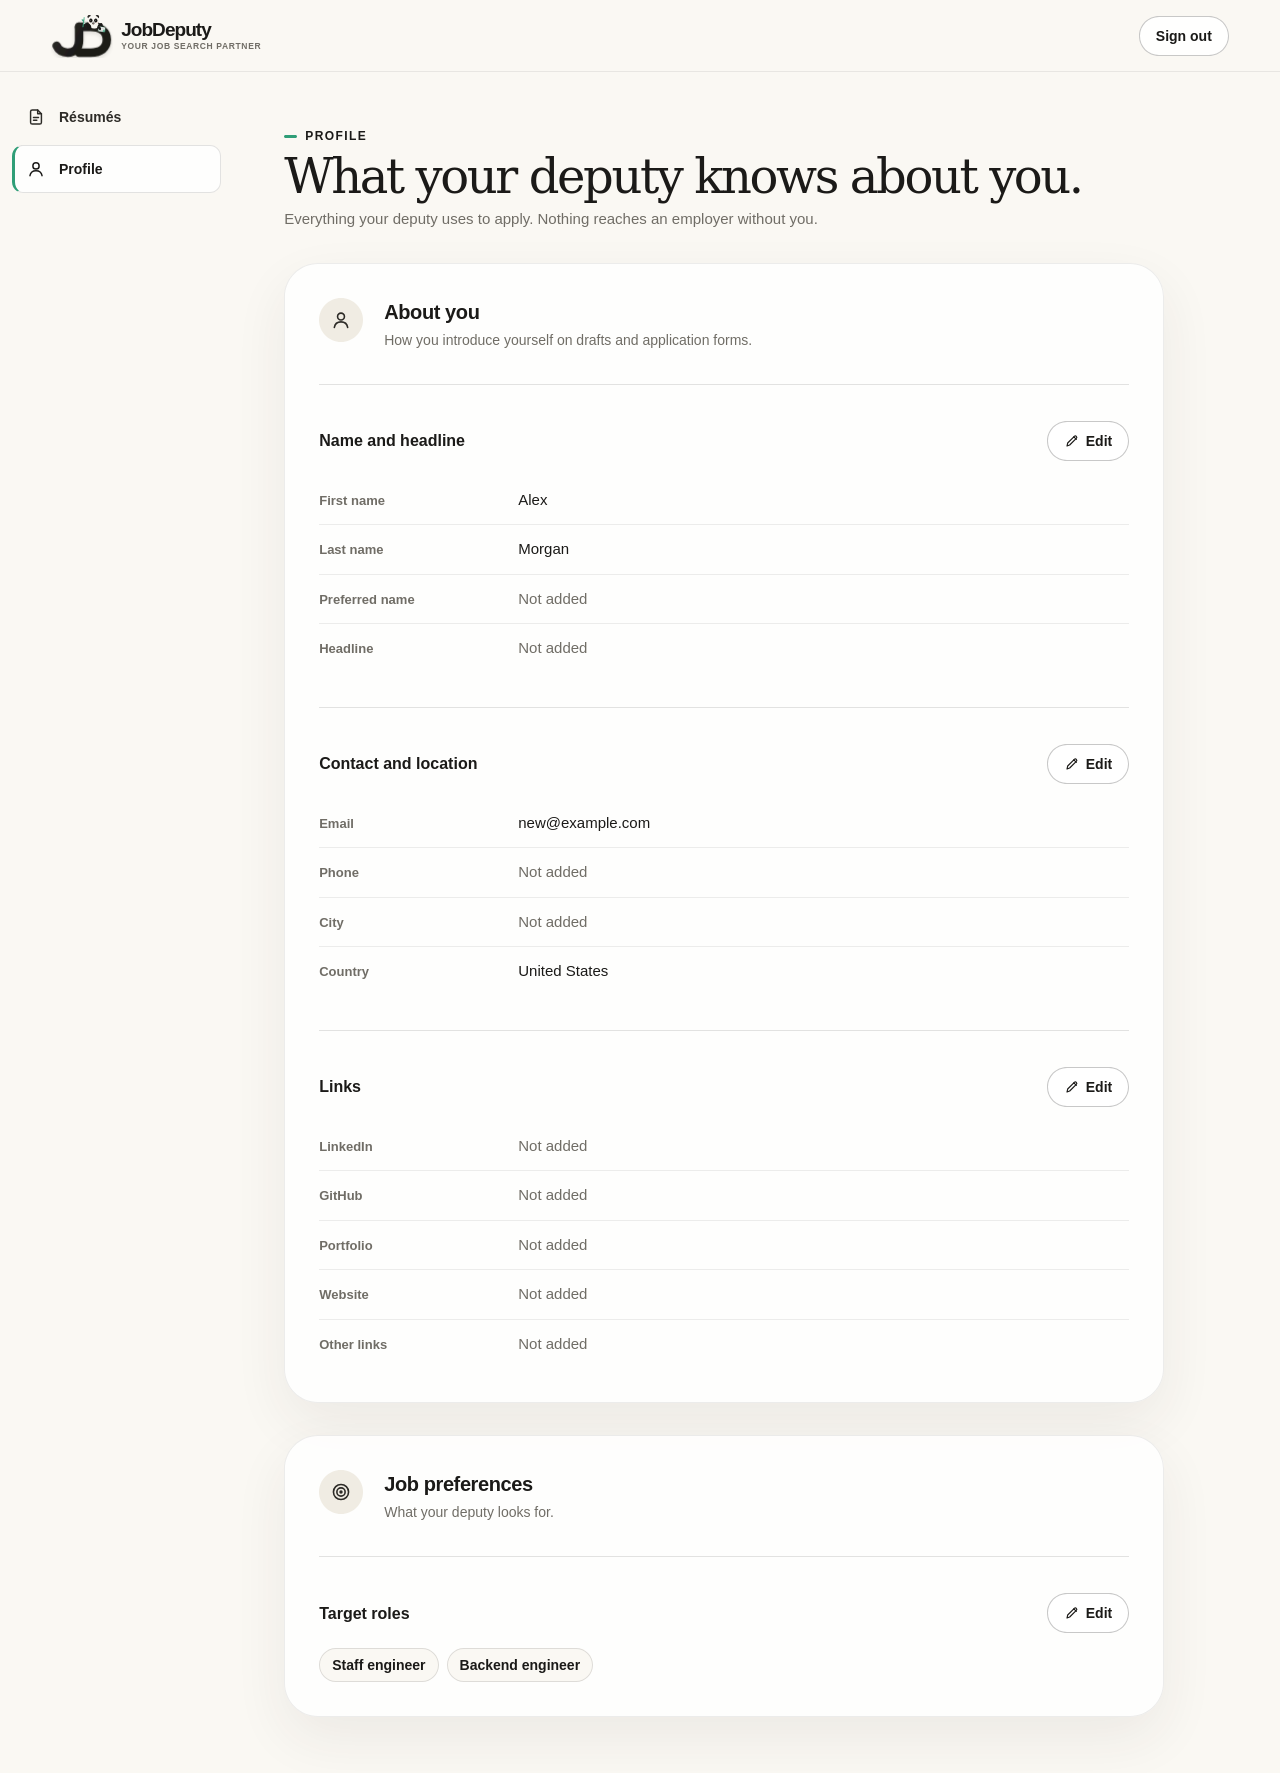 JobDeputy
YOUR JOB SEARCH PARTNER
Sign out
Résumés
Profile
PROFILE
What your deputy knows about you.
Everything your deputy uses to apply. Nothing reaches an employer without you.
About you
How you introduce yourself on drafts and application forms.
Name and headline
Edit
First name Alex
Last name Morgan
Preferred name Not added
Headline Not added
Contact and location
Edit
Email new@example.com
Phone Not added
City Not added
Country United States
Links
Edit
LinkedIn Not added
GitHub Not added
Portfolio Not added
Website Not added
Other links Not added
Job preferences
What your deputy looks for.
Target roles
Edit
Staff engineer Backend engineer